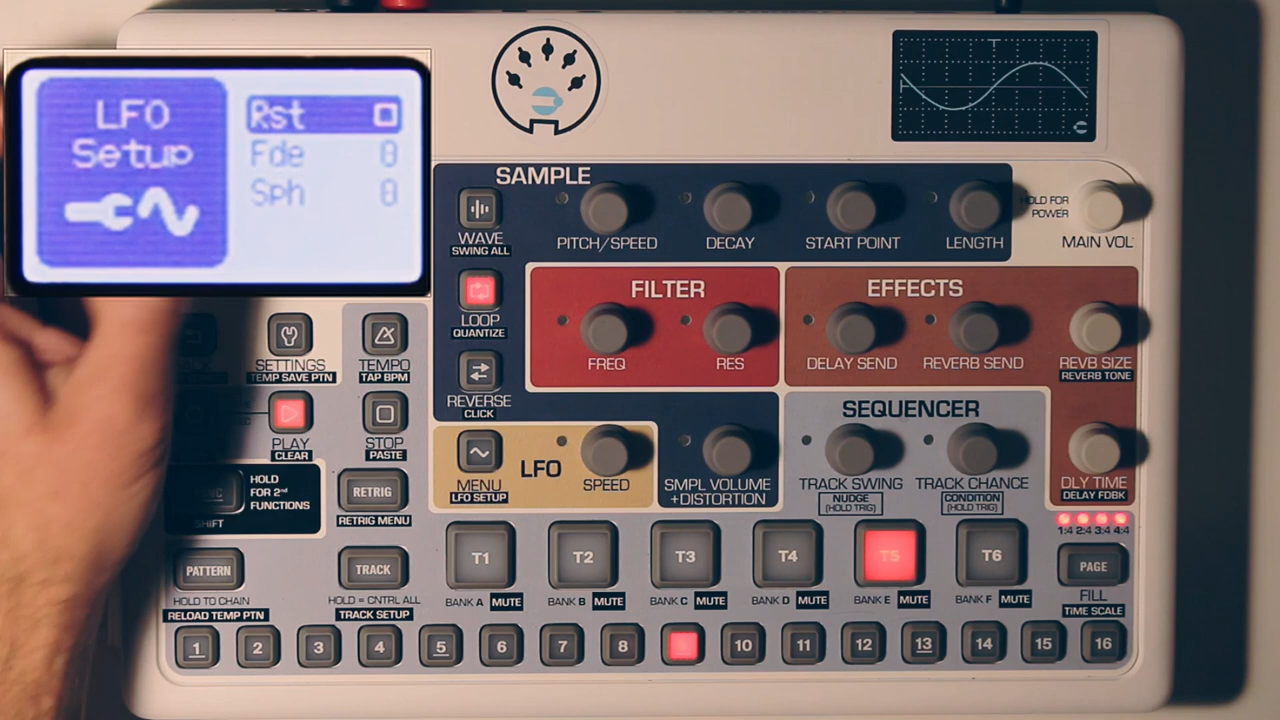 LFO
Setup
Rst
Fde 0
Sph 0
SAMPLE
WAVE
SWING ALL
PITCH/SPEED
DECAY
START POINT
LENGTH
HOLD FOR
POWER
MAIN VOL
LOOP
QUANTIZE
FILTER
FREQ
RES
EFFECTS
DELAY SEND
REVERB SEND
REVB SIZE
REVERB TONE
SETTINGS
TEMP SAVE PTN
TEMPO
TAP BPM
REVERSE
CLICK
PLAY
CLEAR
STOP
PASTE
MENU
LFO SETUP
LFO
SPEED
SMPL VOLUME
+DISTORTION
SEQUENCER
TRACK SWING
NUDGE
(HOLD TRIG)
TRACK CHANCE
CONDITION
(HOLD TRIG)
DLY TIME
DELAY FDBK
HOLD
FOR 2nd
FUNCTIONS
SHIFT
RETRIG
RETRIG MENU
1:4 2:4 3:4 4:4
T1
T2
T3
T4
T5
T6
PATTERN
HOLD TO CHAIN
RELOAD TEMP PTN
TRACK
HOLD = CNTRL ALL
TRACK SETUP
BANK A MUTE
BANK B MUTE
BANK C MUTE
BANK D MUTE
BANK E MUTE
BANK F MUTE
PAGE
FILL
TIME SCALE
1 2 3 4 5 6 7 8 10 11 12 13 14 15 16